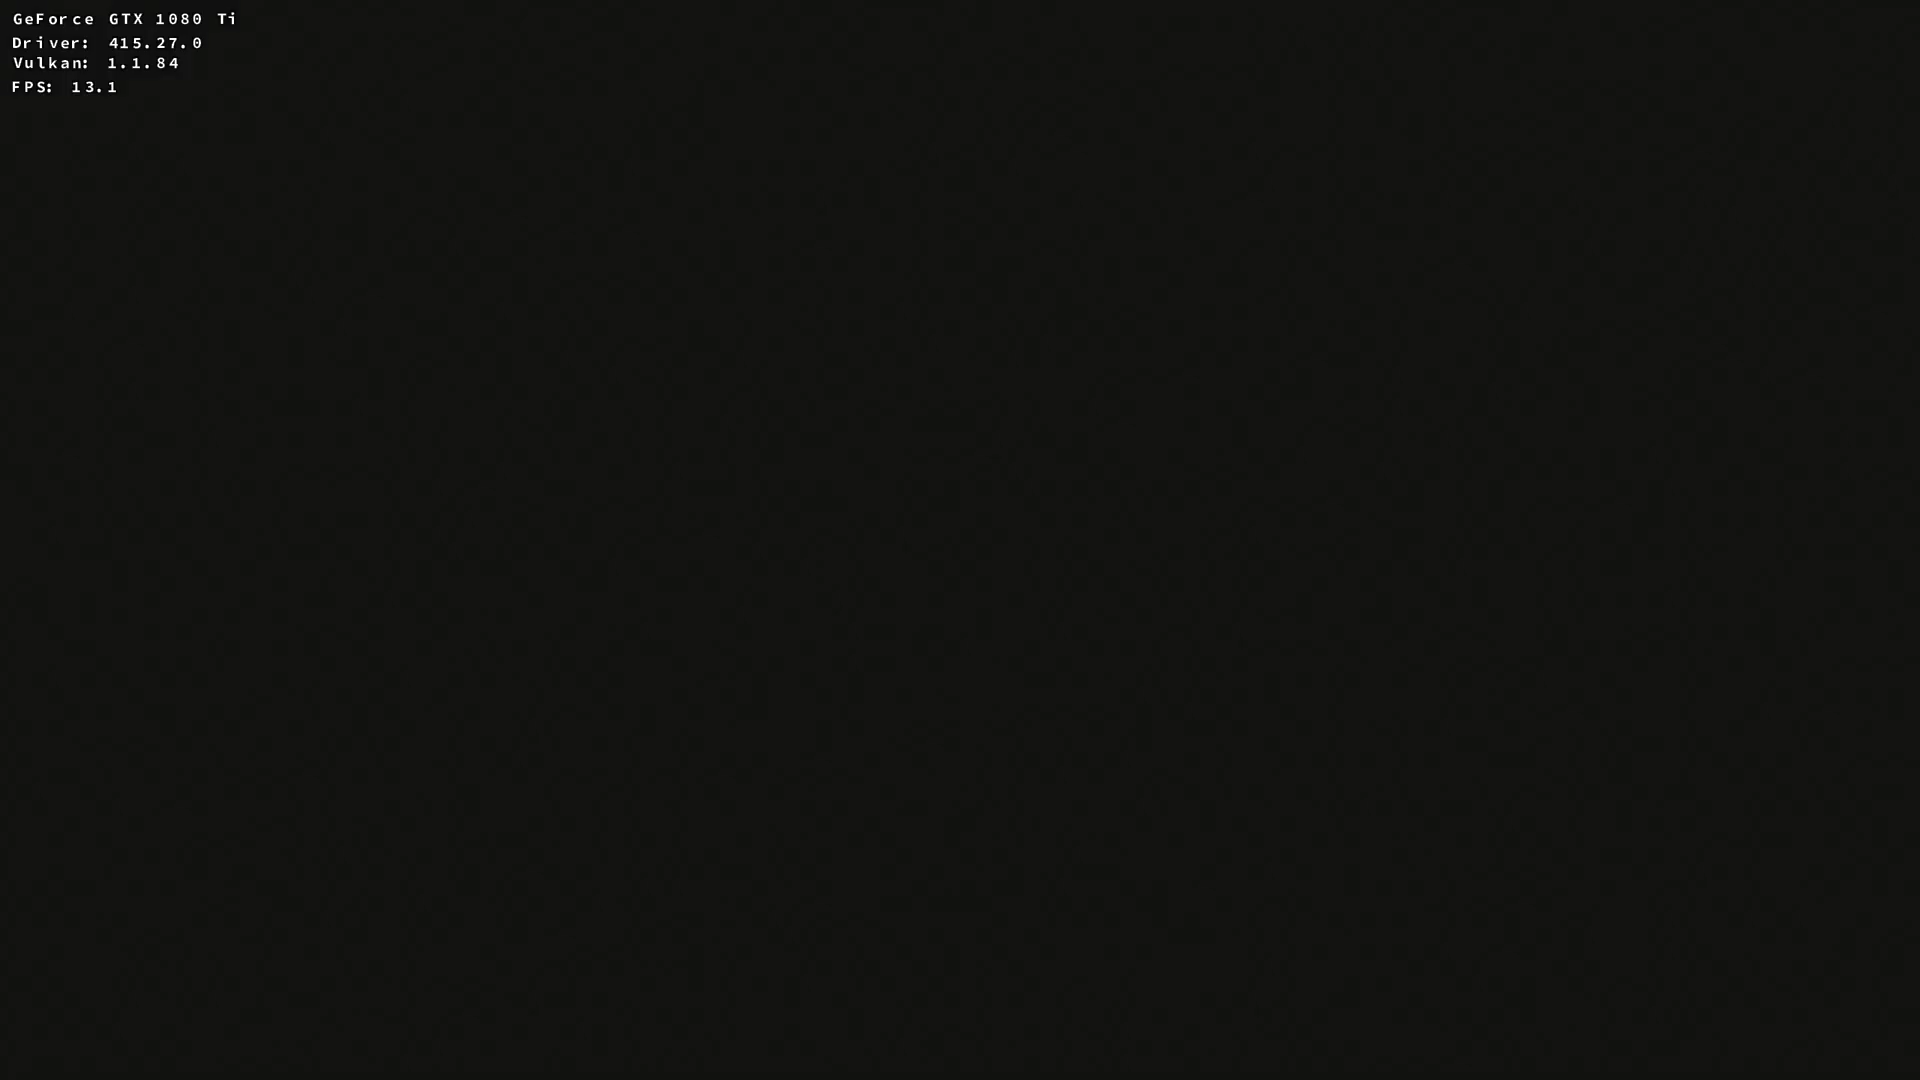 GeForce GTX 1080 Ti
Driver: 415.27.0
Vulkan: 1.1.84
FPS: 13.1